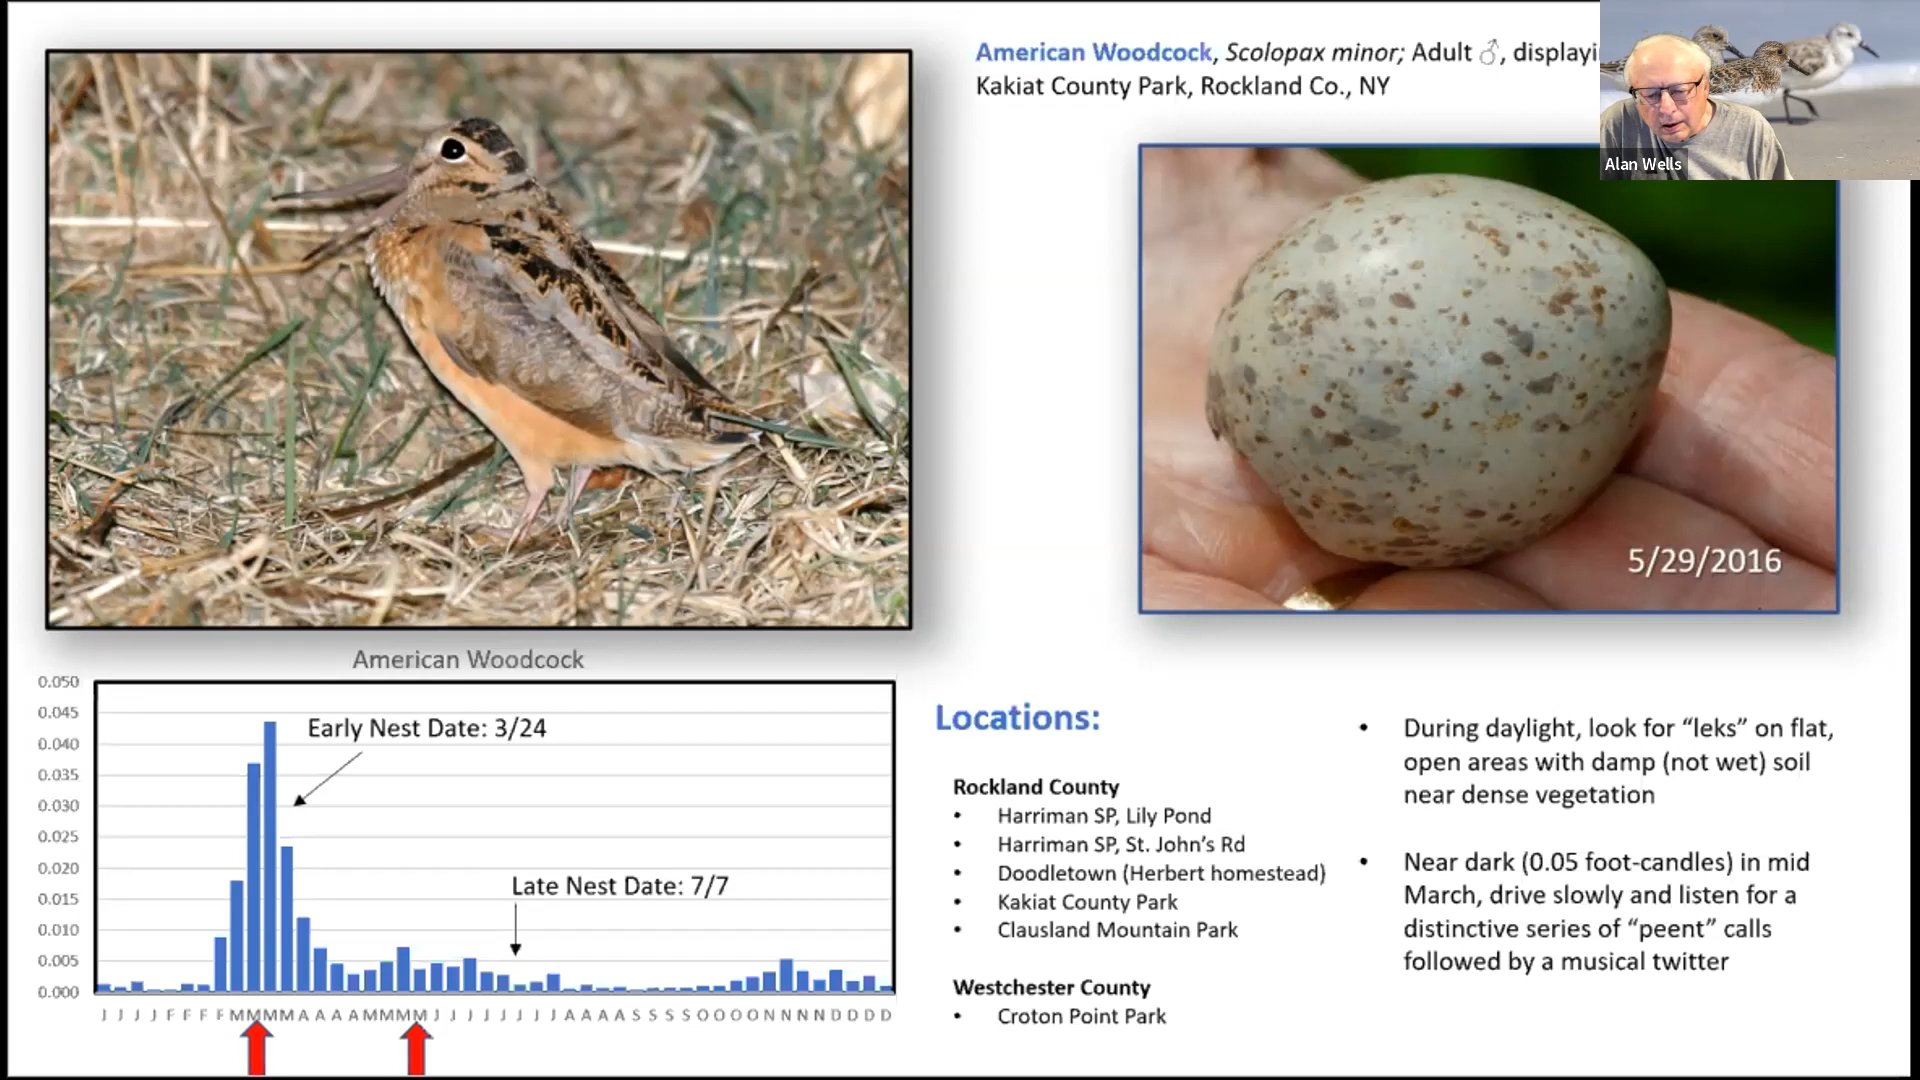 American Woodcock, Scolopax minor; Adult ♂, displayi
Kakiat County Park, Rockland Co., NY
Alan Wells
5/29/2016
American Woodcock
0.050
0.045
0.040
0.035
0.030
0.025
0.020
0.015
0.010
0.005
0.000
Early Nest Date: 3/24
Late Nest Date: 7/7
J J J J F F F F M M M M A A A A M M M M J J J J J J J J A A A A S S S S O O O O N N N N D D D D
Locations:
Rockland County
• Harriman SP, Lily Pond
• Harriman SP, St. John's Rd
• Doodletown (Herbert homestead)
• Kakiat County Park
• Clausland Mountain Park
Westchester County
• Croton Point Park
• During daylight, look for “leks” on flat,
open areas with damp (not wet) soil
near dense vegetation
• Near dark (0.05 foot-candles) in mid
March, drive slowly and listen for a
distinctive series of “peent” calls
followed by a musical twitter